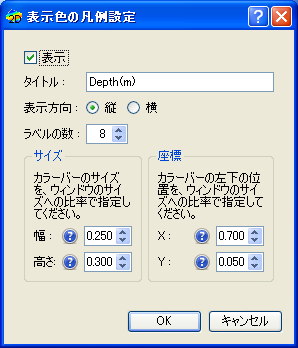 表示色の凡例設定
表示
タイトル： Depth(m)
表示方向： 縦 横
ラベルの数： 8
サイズ
カラーバーのサイズ
を、ウィンドウのサイ
ズへの比率で指定し
てください。
幅： 0.250
高さ： 0.300
座標
カラーバーの左下の位
置を、ウィンドウのサイ
ズへの比率で指定して
ください。
X： 0.700
Y： 0.050
OK キャンセル